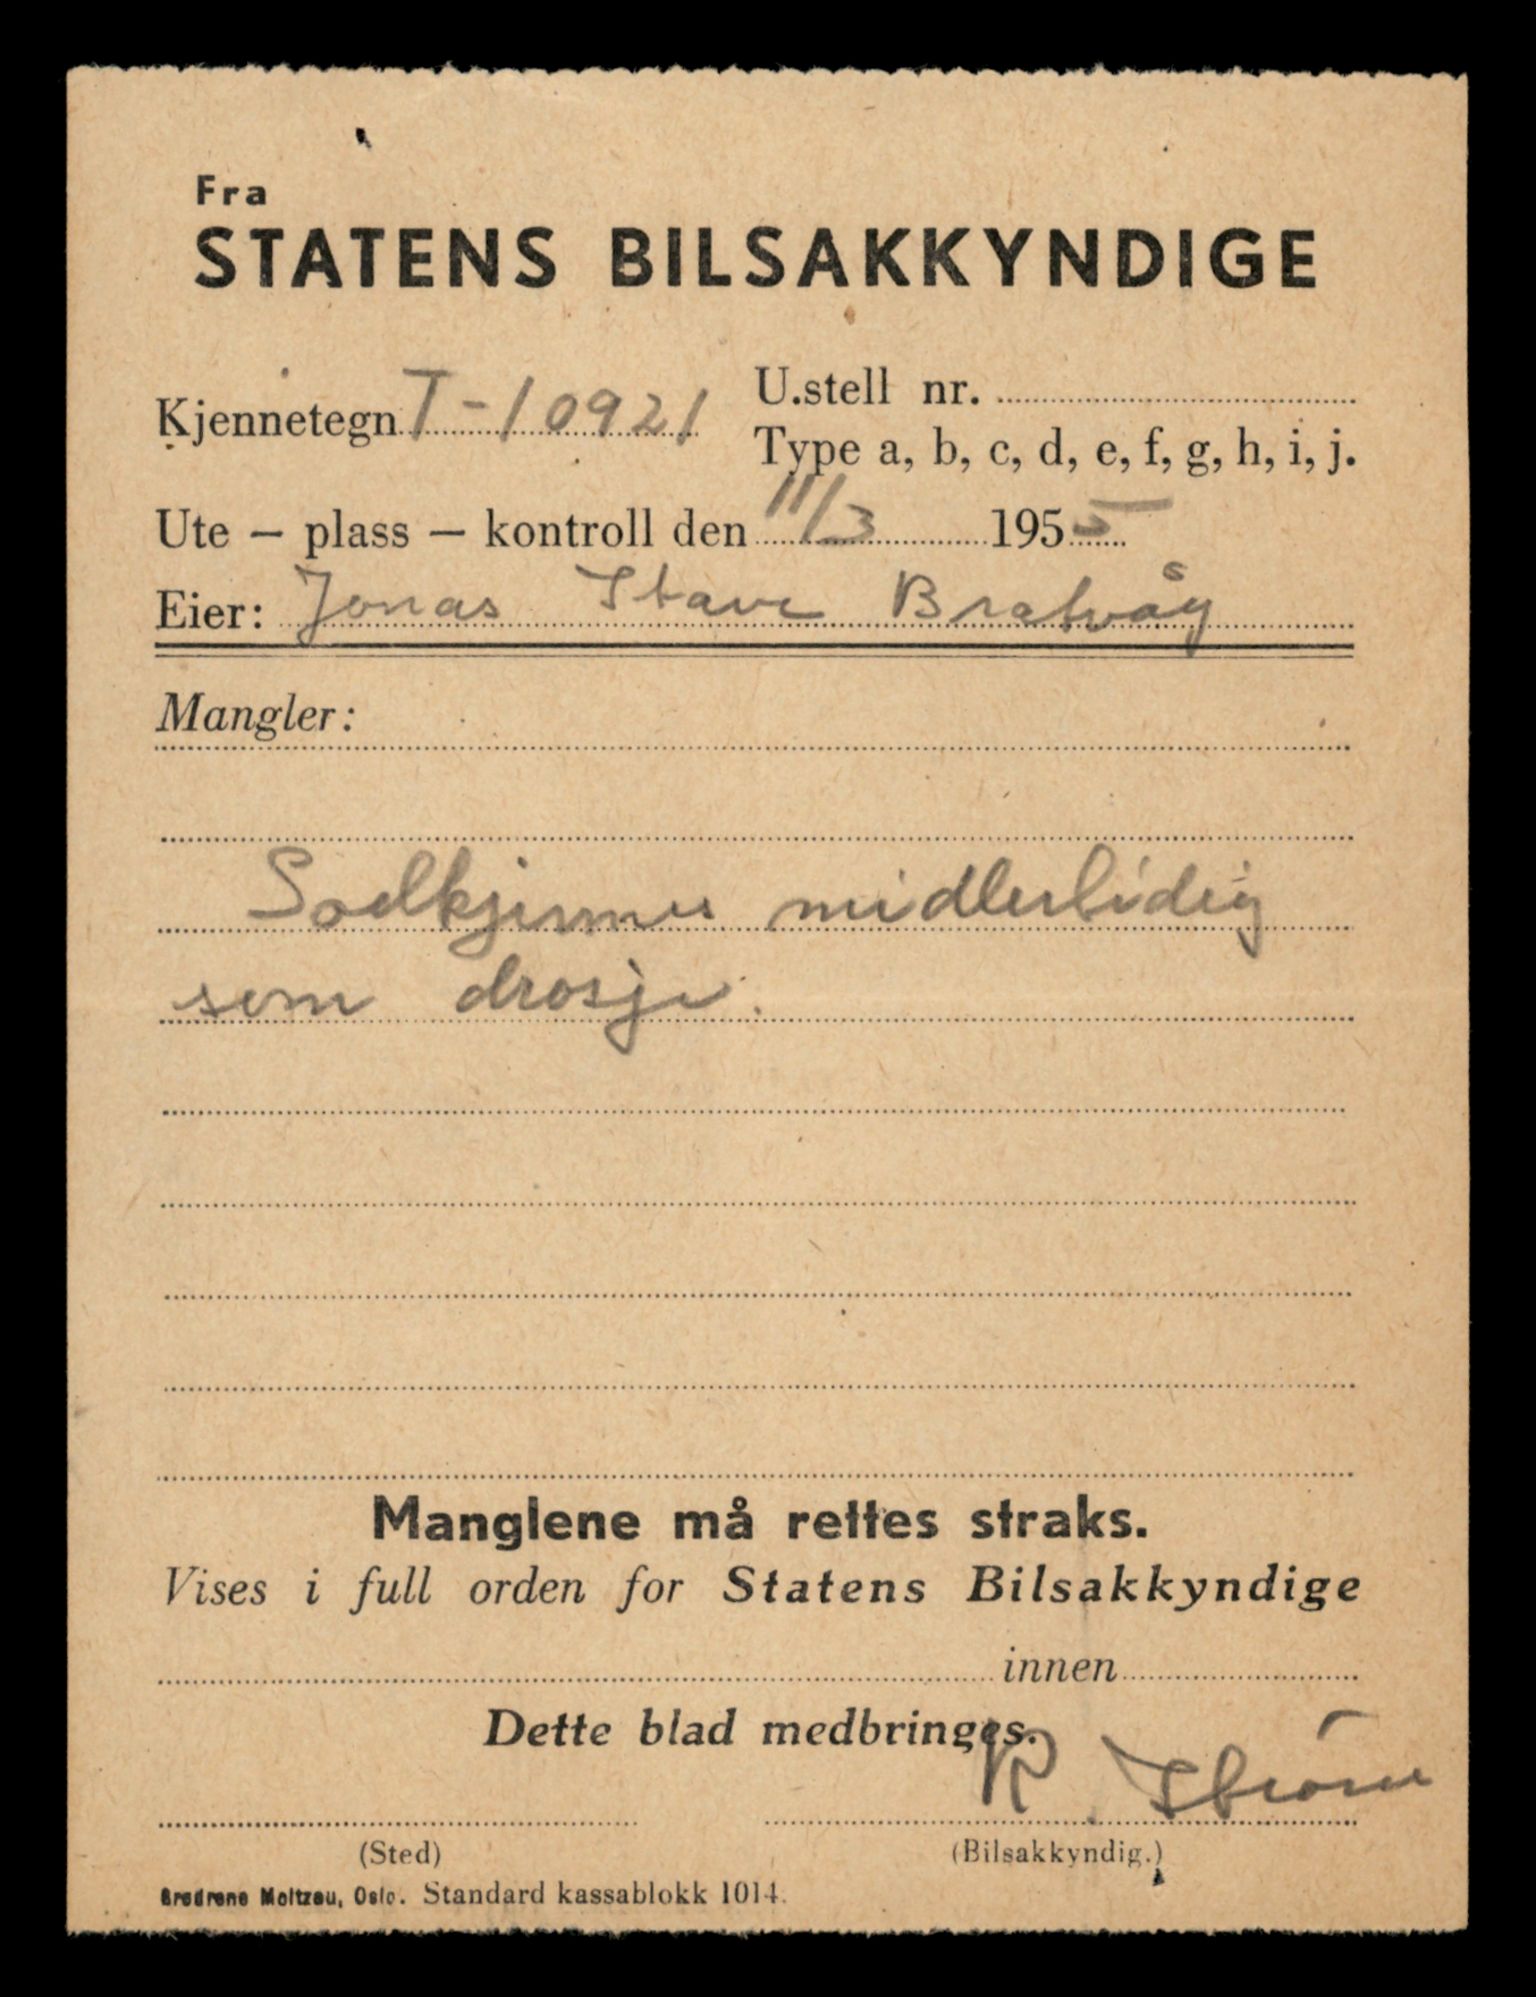 Fra
STATENS BILSAKKYNDIGE
Kjennetegn T-10921
U.stell nr.
Type a, b, c, d, e, f, g, h, i, j.
Ute – plass – kontroll den 11/3 1955
Eier: Jonas Stave Bratvåg
Mangler:
Godkjennes midlertidig
som drosje.
Manglene må rettes straks.
Vises i full orden for Statens Bilsakkyndige
innen
Dette blad medbringes.
K. Strøm
(Sted) (Bilsakkyndig.)
Brødrene Moltzau, Oslo. Standard kassablokk 1014.